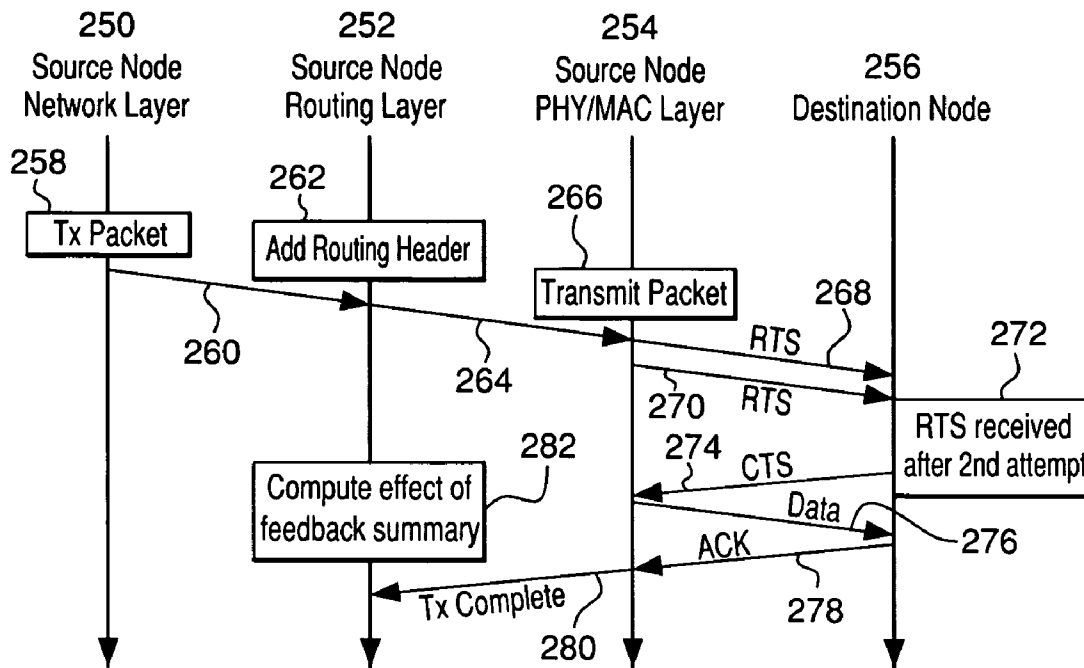 250
Source Node
Network Layer
252
Source Node
Routing Layer
254
Source Node
PHY/MAC Layer
256
Destination Node
258
Tx Packet
262
Add Routing Header
266
Transmit Packet
260
264
RTS
268
270
RTS
272
RTS received
after 2nd attempt
274
CTS
Data
276
282
Compute effect of
feedback summary
ACK
278
Tx Complete
280